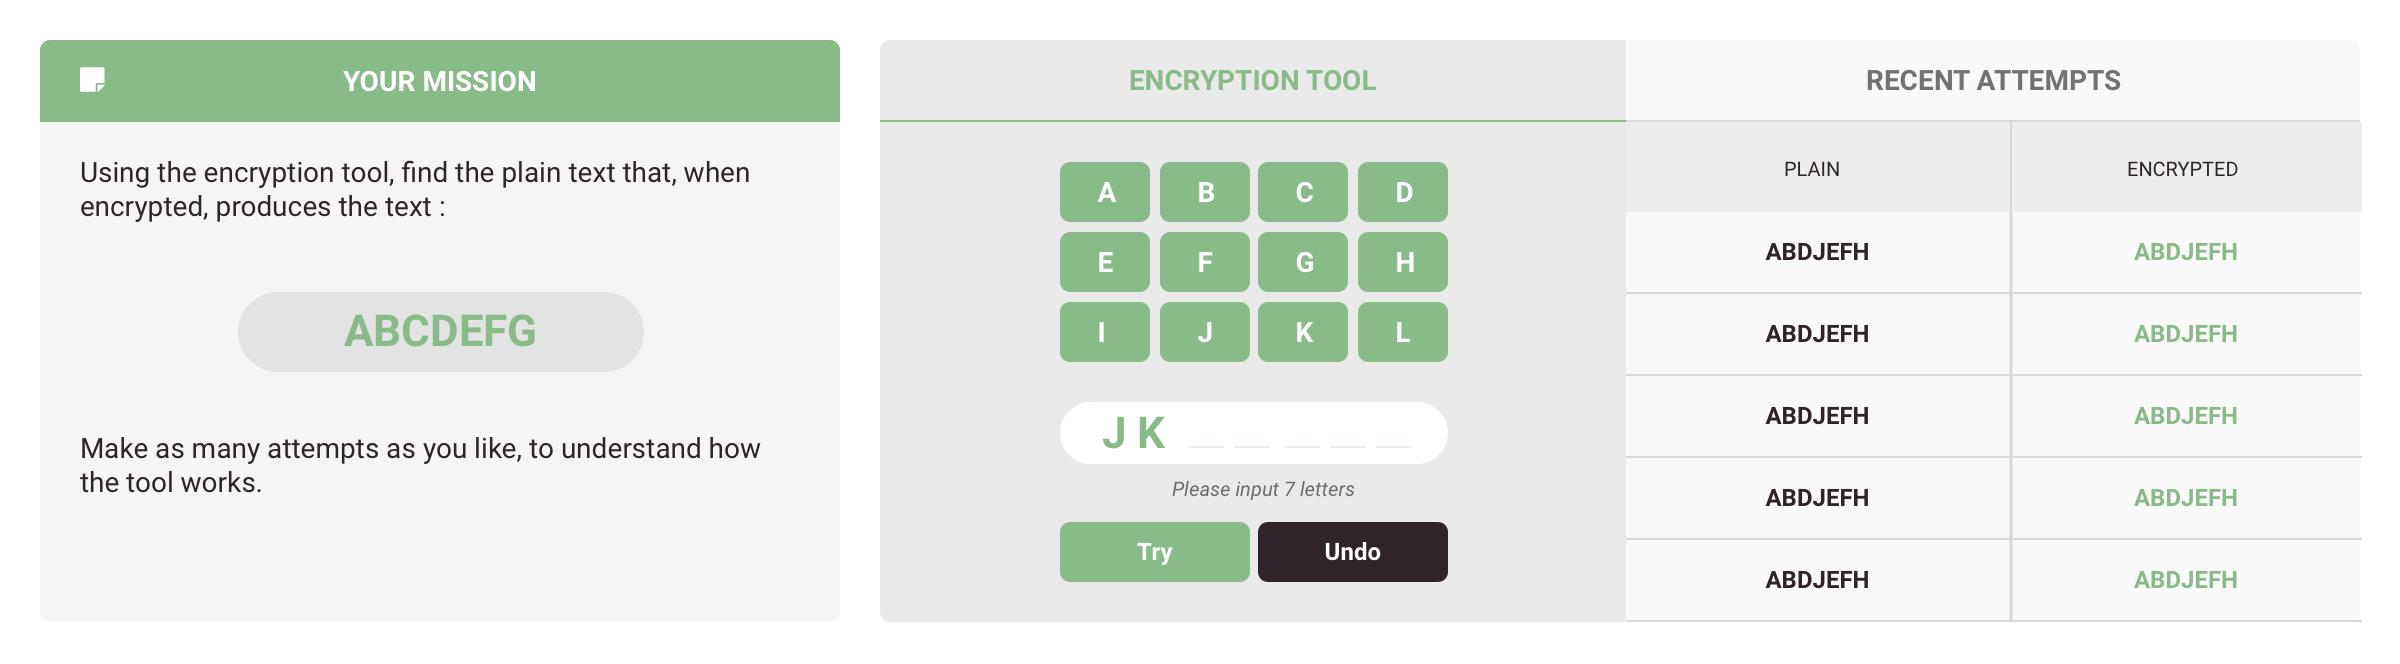 YOUR MISSION
Using the encryption tool, find the plain text that, when
encrypted, produces the text :
ABCDEFG
Make as many attempts as you like, to understand how
the tool works.
ENCRYPTION TOOL
A B C D
E F G H
I J K L
J K
Please input 7 letters
Try Undo
RECENT ATTEMPTS
PLAIN ENCRYPTED
ABDJEFH ABDJEFH
ABDJEFH ABDJEFH
ABDJEFH ABDJEFH
ABDJEFH ABDJEFH
ABDJEFH ABDJEFH